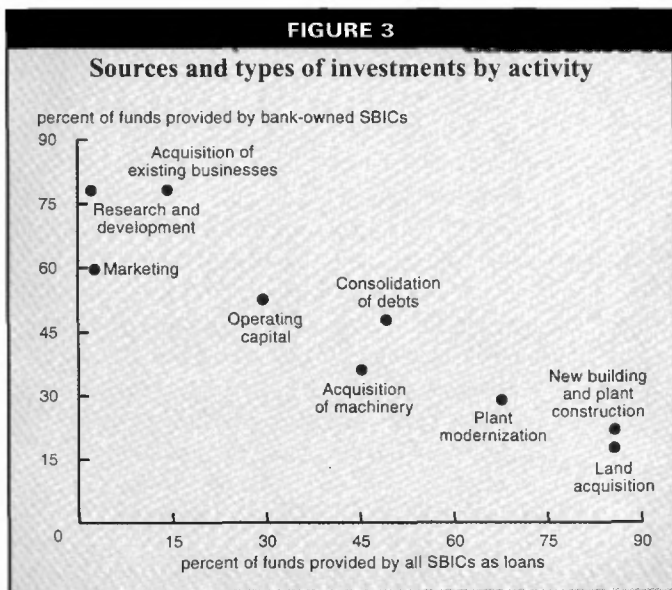 FIGURE 3
Sources and types of investments by activity
percent of funds provided by bank-owned SBICs
90
75
60
45
30
15
0
Acquisition of
existing businesses
Research and
development
Marketing
Operating
capital
Consolidation
of debts
Acquisition
of machinery
Plant
modernization
New building
and plant
construction
Land
acquisition
15
30
45
60
75
90
percent of funds provided by all SBICs as loans